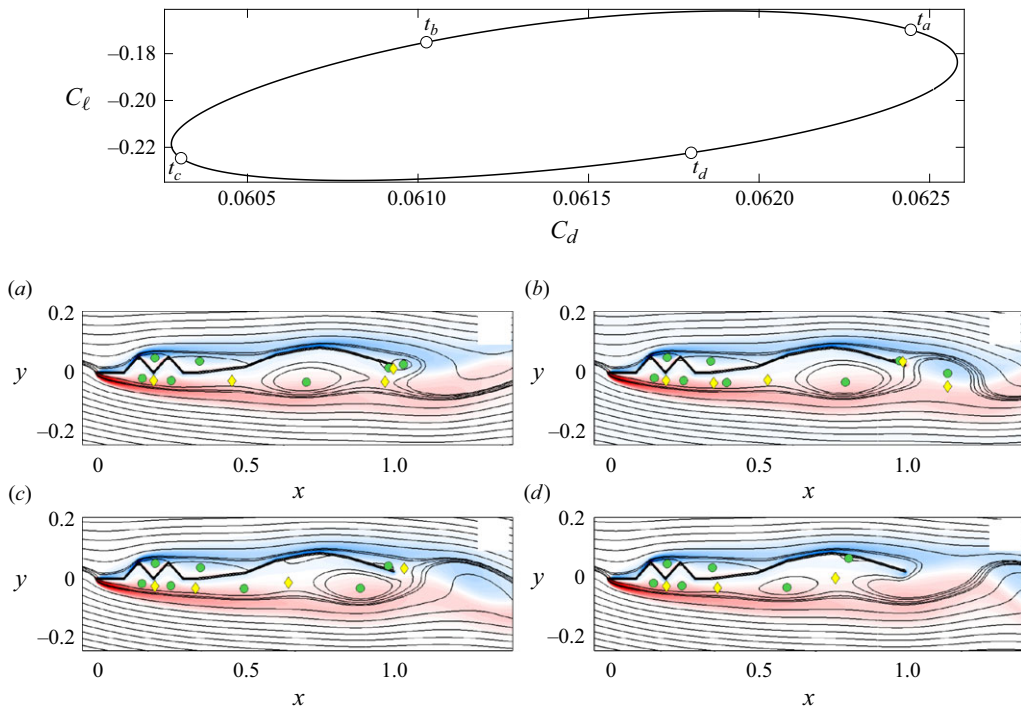 t_b
t_a
–0.18
C_ℓ –0.20
–0.22
t_c
t_d
0.0605 0.0610 0.0615 0.0620 0.0625
C_d
(a) (b)
0.2 0.2
y 0 y 0
–0.2 –0.2
0 0.5 1.0 0 0.5 1.0
x x
(c) (d)
0.2 0.2
y 0 y 0
–0.2 –0.2
0 0.5 1.0 0 0.5 1.0
x x